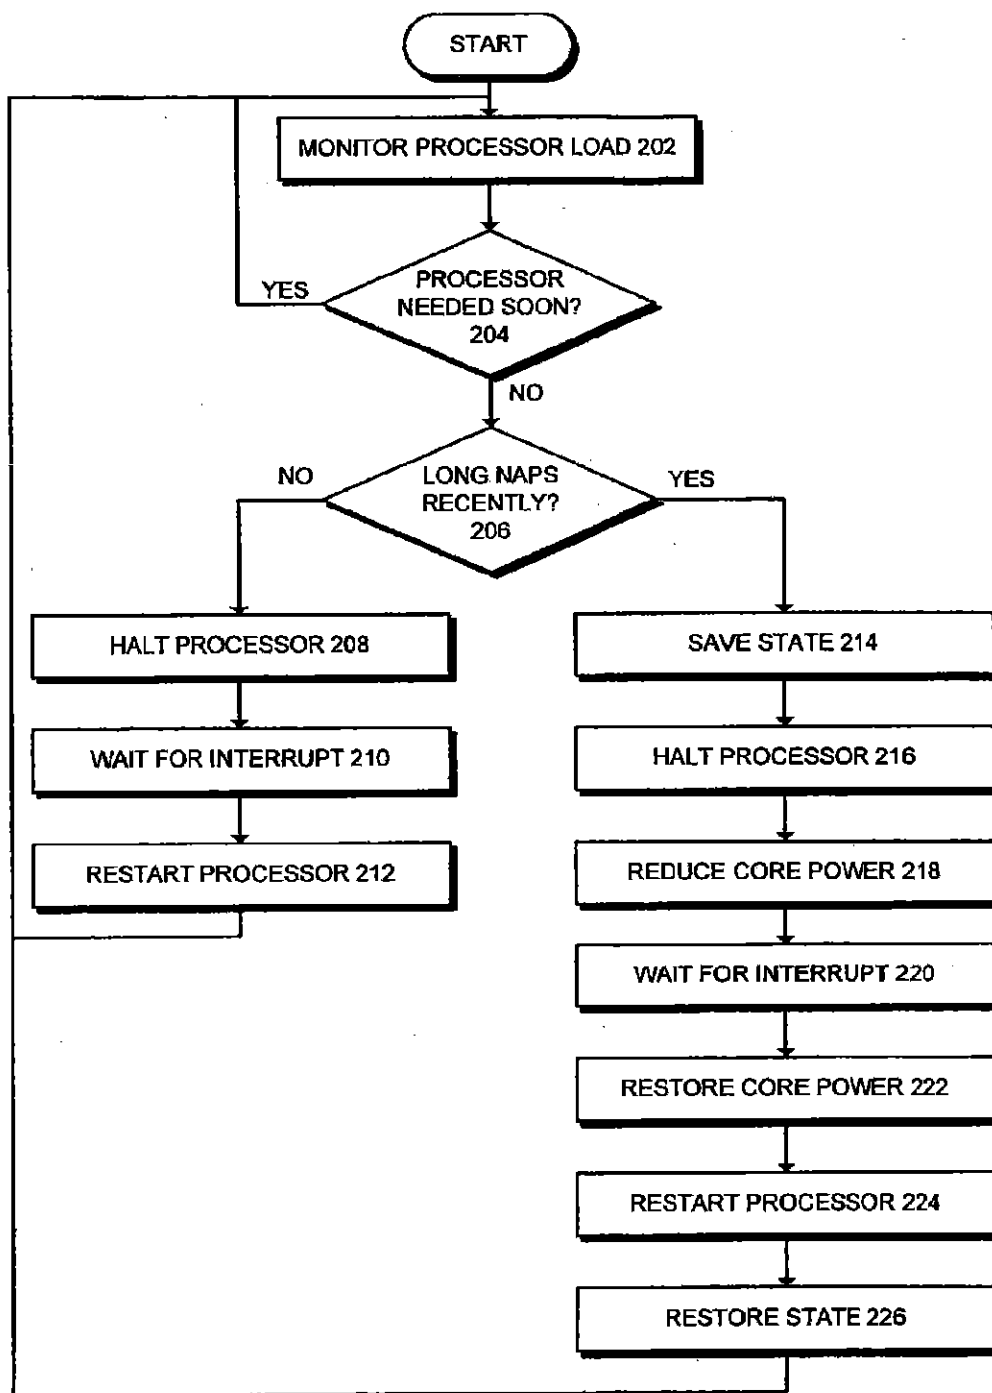 START
MONITOR PROCESSOR LOAD 202
PROCESSOR
NEEDED SOON?
204
YES
NO
LONG NAPS
RECENTLY?
206
NO
YES
HALT PROCESSOR 208
WAIT FOR INTERRUPT 210
RESTART PROCESSOR 212
SAVE STATE 214
HALT PROCESSOR 216
REDUCE CORE POWER 218
WAIT FOR INTERRUPT 220
RESTORE CORE POWER 222
RESTART PROCESSOR 224
RESTORE STATE 226